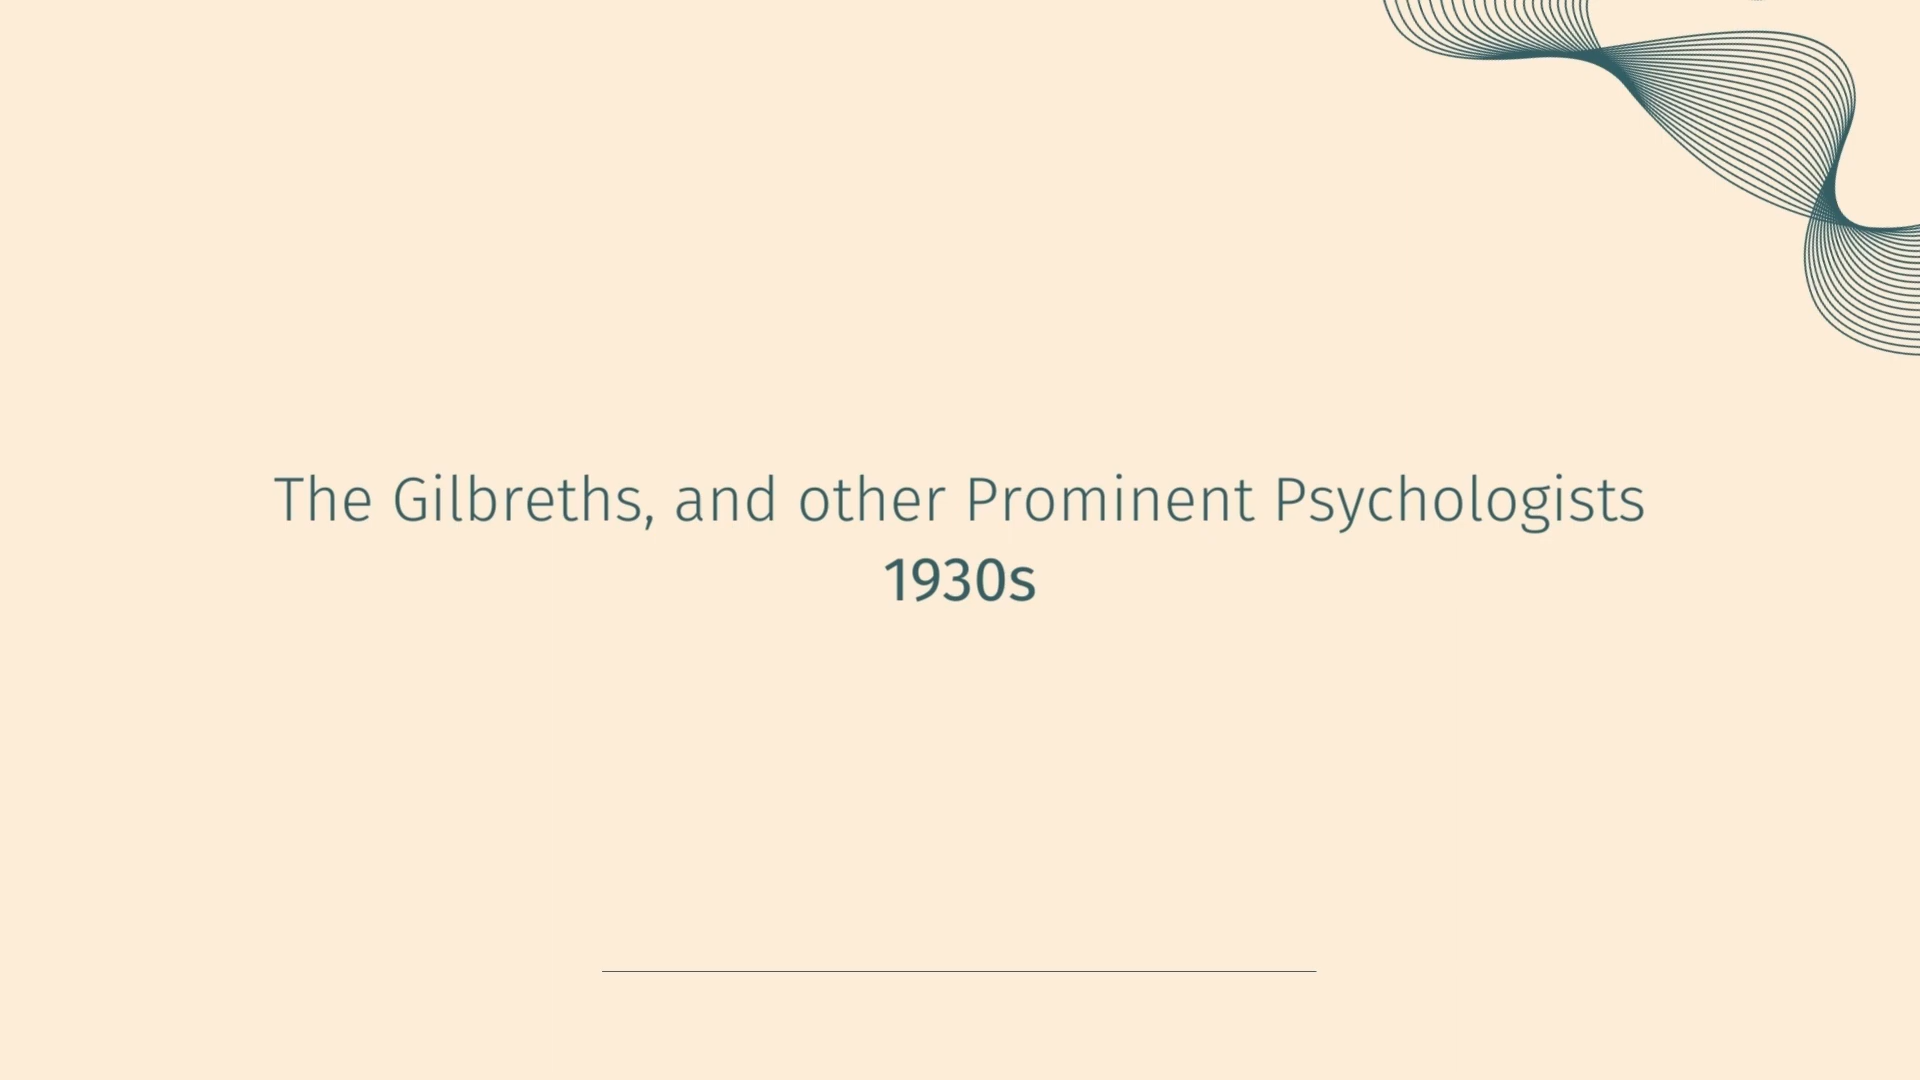 The Gilbreths, and other Prominent Psychologists
1930s